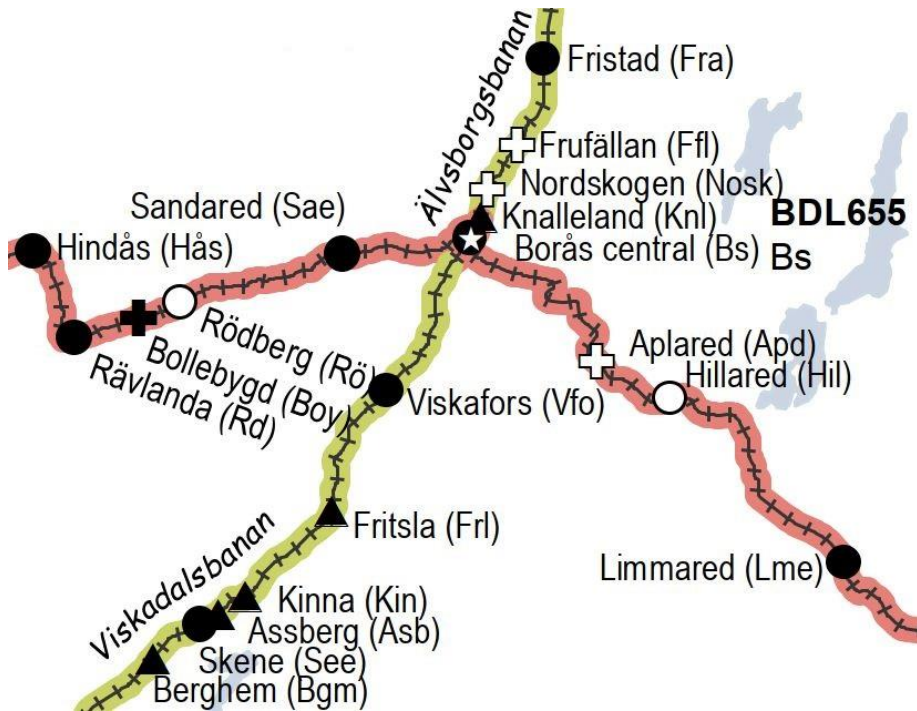 Älvsborgsbanan
Fristad (Fra)
Frufällan (Ffl)
Nordskogen (Nosk)
Sandared (Sae)
Knalleland (Knl)
BDL655
Hindås (Hås)
Borås central (Bs)
Bs
Rödberg (Rö)
Bollebygd (Boy)
Rävlanda (Rd)
Aplared (Apd)
Hillared (Hil)
Viskafors (Vfo)
Fritsla (Frl)
Viskadalsbanan
Limmared (Lme)
Kinna (Kin)
Assberg (Asb)
Skene (See)
Berghem (Bgm)